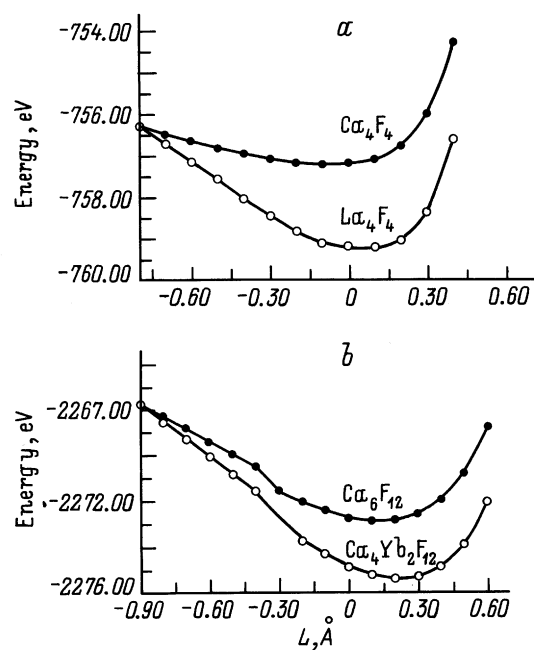 a
-754.00
-756.00
-758.00
-760.00
Energy, eV
Ca₄F₄
La₄F₄
-0.60 -0.30 0 0.30 0.60
b
-2267.00
-2272.00
-2276.00
Energy, eV
Ca₆F₁₂
Ca₄Yb₂F₁₂
-0.90 -0.60 -0.30 0 0.30 0.60
L, Å